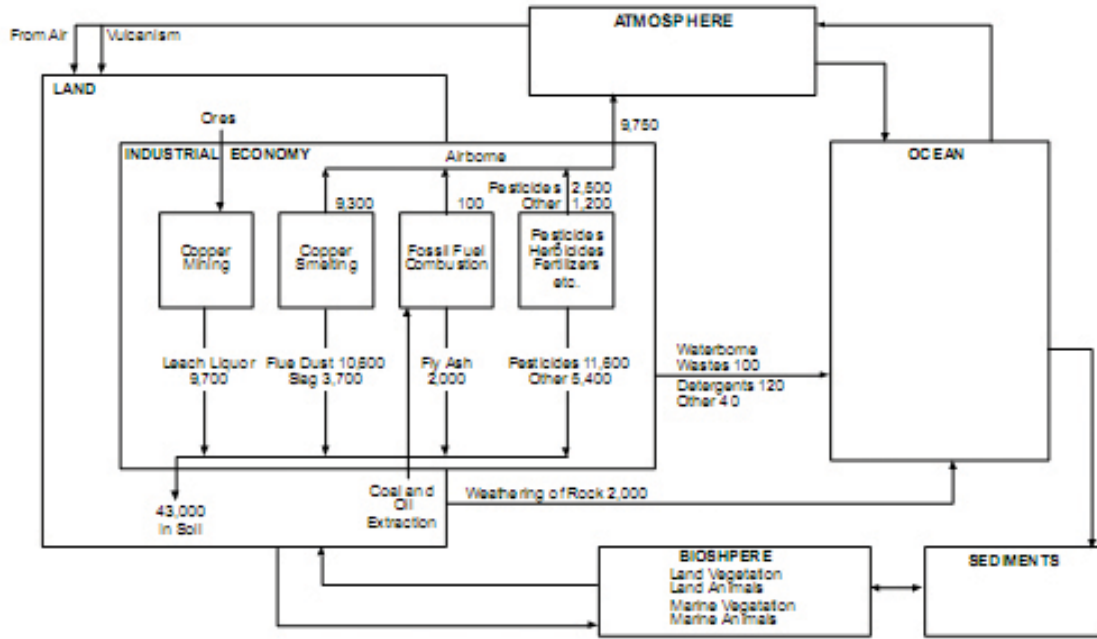 ATMOSPHERE
From Air
Vulcanism
LAND
Ores
9,750
INDUSTRIAL ECONOMY
Airborne
OCEAN
9,300
100
Pesticides 2,500
Other 1,200
Copper
Mining
Copper
Smelting
Fossil Fuel
Combustion
Pesticides
Herbicides
Fertilizers
etc.
Leach Liquor
9,700
Flue Dust 10,600
Slag 3,700
Fly Ash
2,000
Pesticides 11,600
Other 5,400
Waterborne
Wastes 100
Detergents 120
Other 40
43,000
In Soil
Coal and
Oil
Extraction
Weathering of Rock 2,000
BIOSHPERE
Land Vegetation
Land Animals
Marine Vegatation
Marine Animals
SEDIMENTS